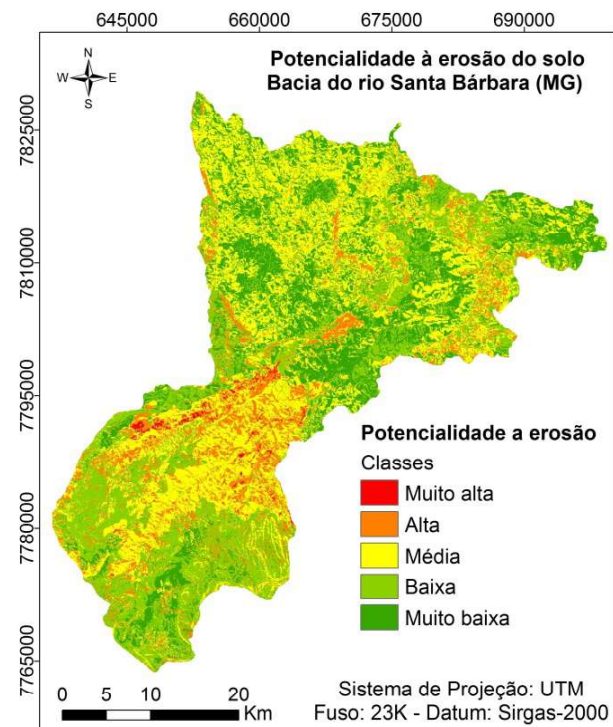 645000 660000 675000 690000
Potencialidade à erosão do solo
Bacia do rio Santa Bárbara (MG)
N
W E
S
7825000
7810000
7795000
7780000
7765000
Potencialidade a erosão
Classes
Muito alta
Alta
Média
Baixa
Muito baixa
0 5 10 20
Km
Sistema de Projeção: UTM
Fuso: 23K - Datum: Sirgas-2000